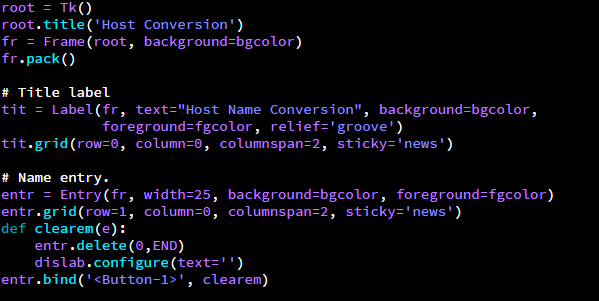 root = Tk()
root.title('Host Conversion')
fr = Frame(root, background=bgcolor)
fr.pack()

# Title label
tit = Label(fr, text="Host Name Conversion", background=bgcolor,
            foreground=fgcolor, relief='groove')
tit.grid(row=0, column=0, columnspan=2, sticky='news')

# Name entry.
entr = Entry(fr, width=25, background=bgcolor, foreground=fgcolor)
entr.grid(row=1, column=0, columnspan=2, sticky='news')
def clearem(e):
    entr.delete(0,END)
    dislab.configure(text='')
entr.bind('<Button-1>', clearem)